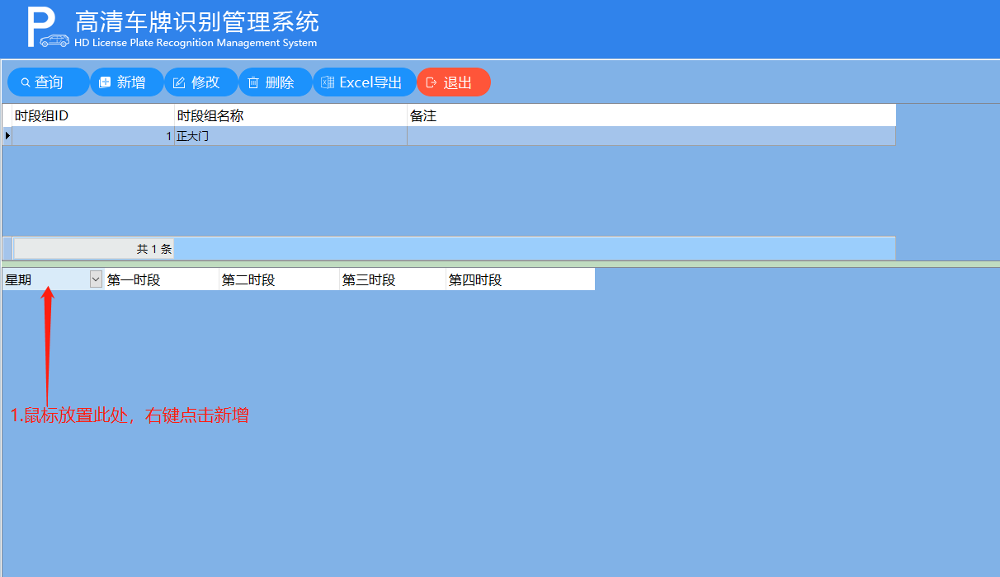 P 高清车牌识别管理系统
HD License Plate Recognition Management System
查询 新增 修改 删除 Excel导出 退出
时段组ID 时段组名称 备注
1 正大门
共 1 条
星期 第一时段 第二时段 第三时段 第四时段
1.鼠标放置此处，右键点击新增